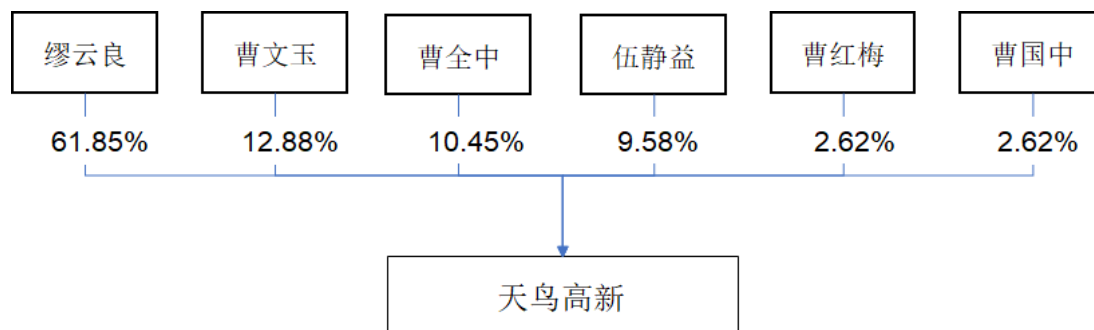 缪云良 曹文玉 曹全中 伍静益 曹红梅 曹国中
61.85% 12.88% 10.45% 9.58% 2.62% 2.62%
天鸟高新